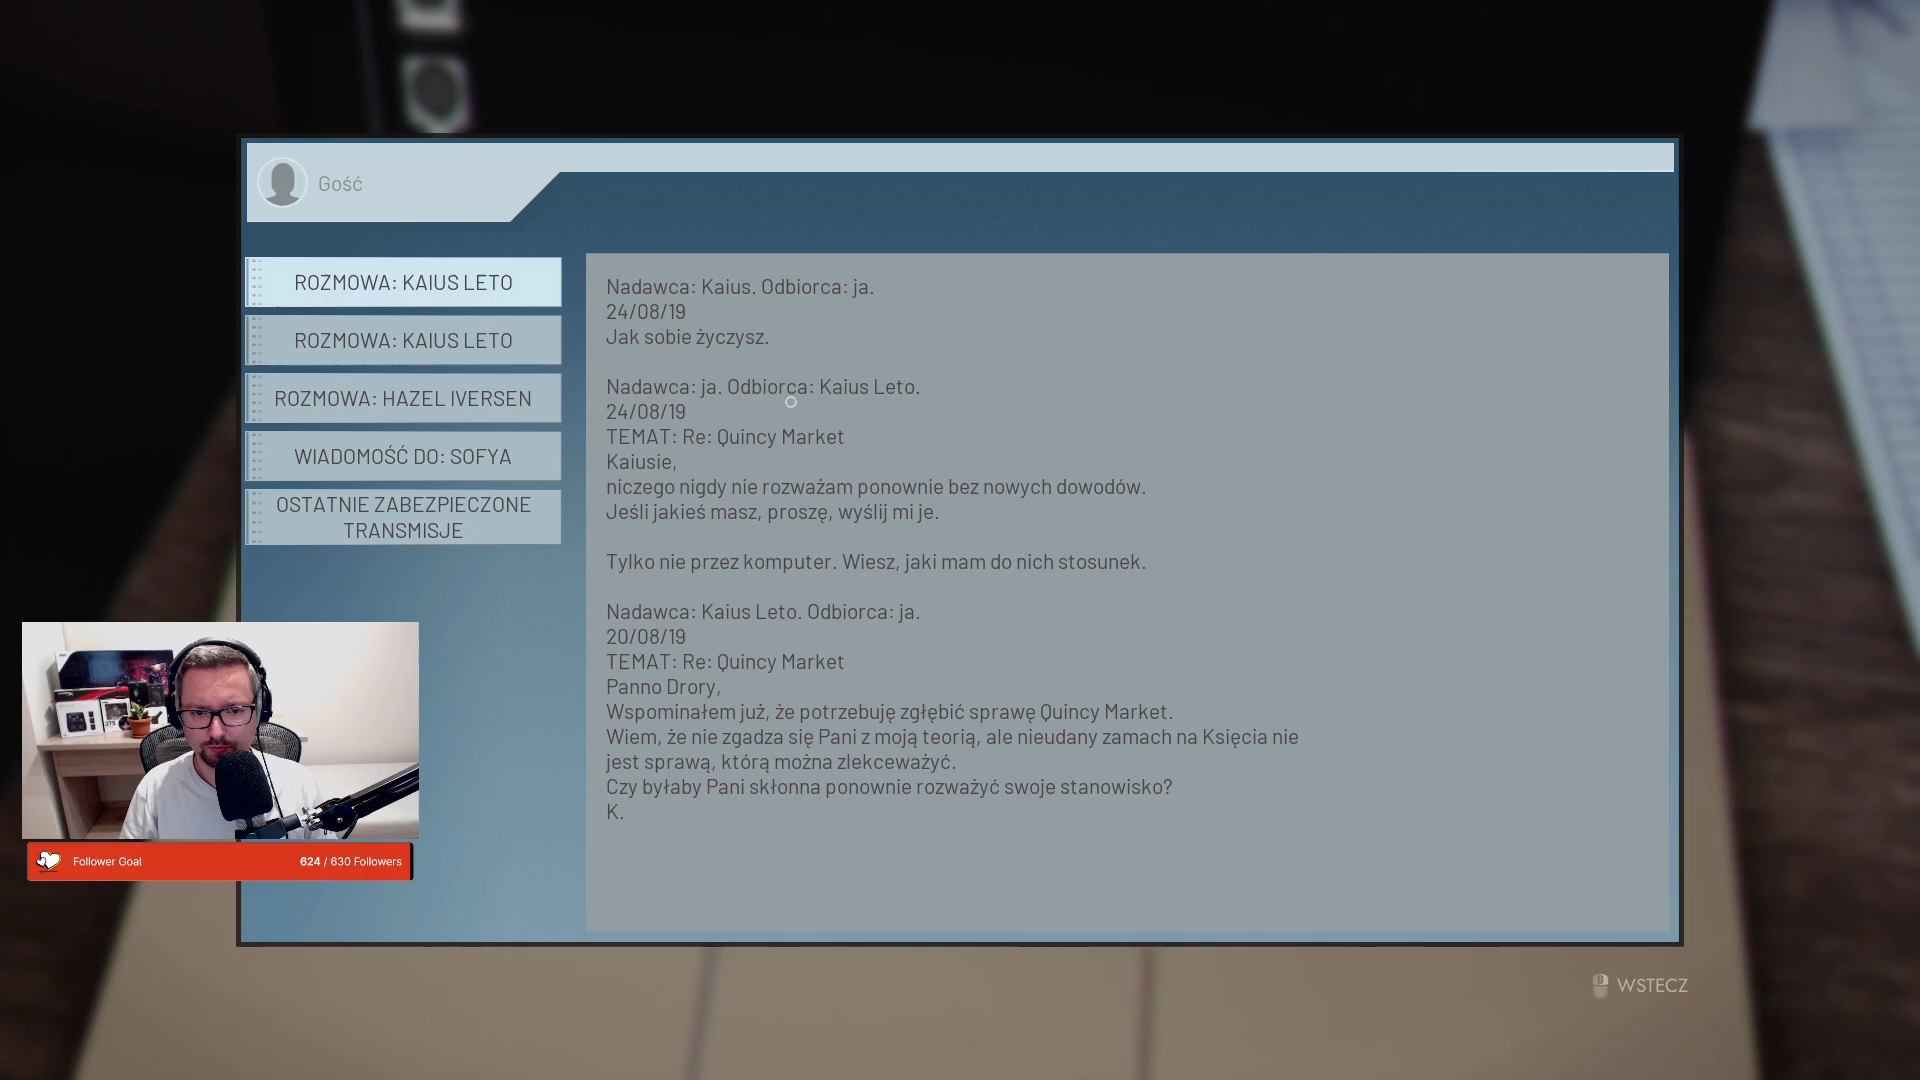 Gość
ROZMOWA: KAIUS LETO
ROZMOWA: KAIUS LETO
ROZMOWA: HAZEL IVERSEN
WIADOMOŚĆ DO: SOFYA
OSTATNIE ZABEZPIECZONE
TRANSMISJE
Nadawca: Kaius. Odbiorca: ja.
24/08/19
Jak sobie życzysz.
Nadawca: ja. Odbiorca: Kaius Leto.
24/08/19
TEMAT: Re: Quincy Market
Kaiusie,
niczego nigdy nie rozważam ponownie bez nowych dowodów.
Jeśli jakieś masz, proszę, wyślij mi je.
Tylko nie przez komputer. Wiesz, jaki mam do nich stosunek.
Nadawca: Kaius Leto. Odbiorca: ja.
20/08/19
TEMAT: Re: Quincy Market
Panno Drory,
Wspominałem już, że potrzebuję zgłębić sprawę Quincy Market.
Wiem, że nie zgadza się Pani z moją teorią, ale nieudany zamach na Księcia nie
jest sprawą, którą można zlekceważyć.
Czy byłaby Pani skłonna ponownie rozważyć swoje stanowisko?
K.
Follower Goal
624 / 630 Followers
WSTECZ